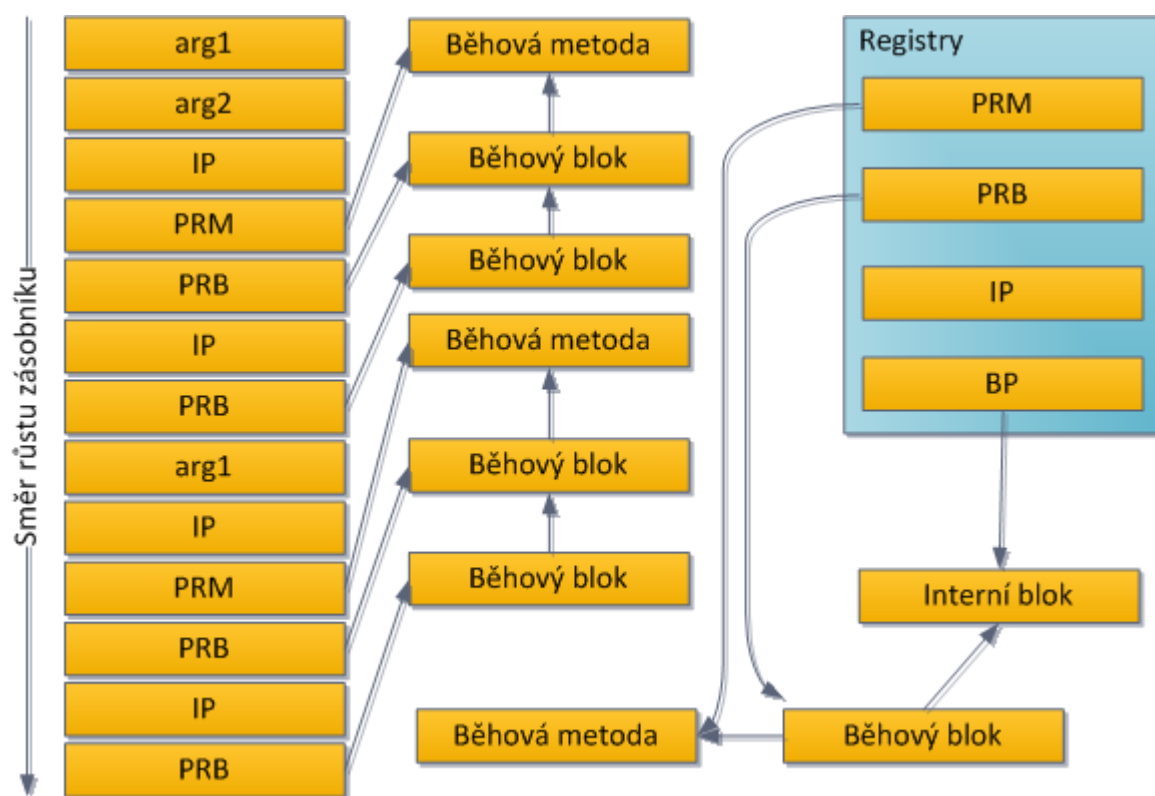 Směr růstu zásobníku
arg1
arg2
IP
PRM
PRB
IP
PRB
arg1
IP
PRM
PRB
IP
PRB
Běhová metoda
Běhový blok
Běhový blok
Běhová metoda
Běhový blok
Běhový blok
Běhová metoda
Registry
PRM
PRB
IP
BP
Interní blok
Běhový blok